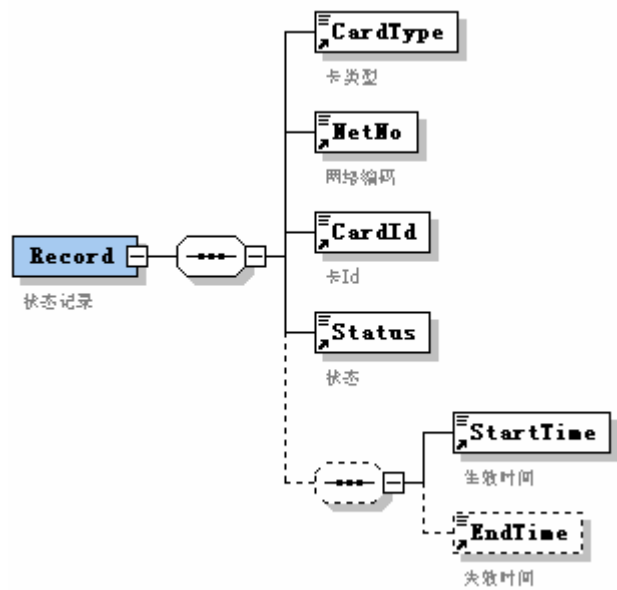 CardType
卡类型
NetNo
网络编码
CardId
卡Id
Record
状态记录
Status
状态
StartTime
生效时间
EndTime
失效时间